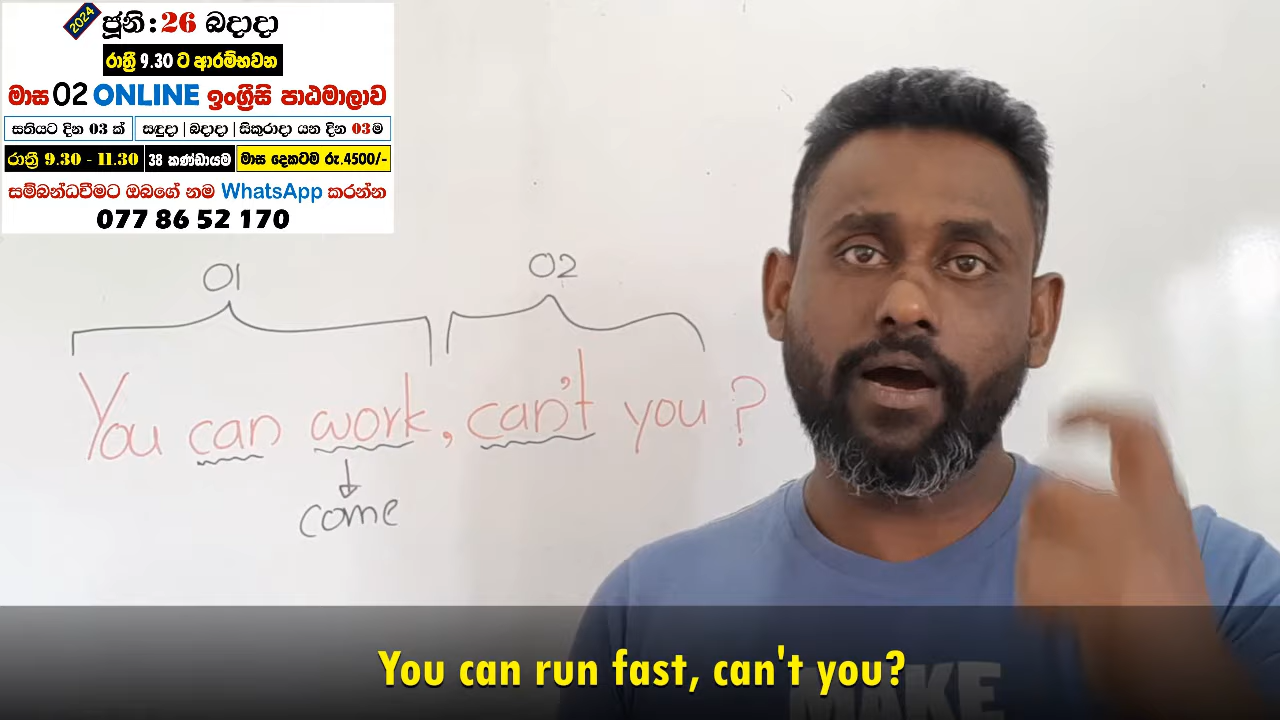 2024 ජූනි : 26 බදාදා
රාත්‍රී 9.30 ට ආරම්භවන
මාස 02 ONLINE ඉංග්‍රීසි පාඨමාලාව
සතියට දින 03 ක් සඳුදා | බදාදා | සිකුරාදා යන දින 03ම
රාත්‍රී 9.30 - 11.30 38 කණ්ඩායම මාස දෙකටම රු.4500/-
සම්බන්ධවීමට ඔබගේ නම WhatsApp කරන්න
077 86 52 170
01 02
You can work, can't you?
come
You can run fast, can't you?
MAKE